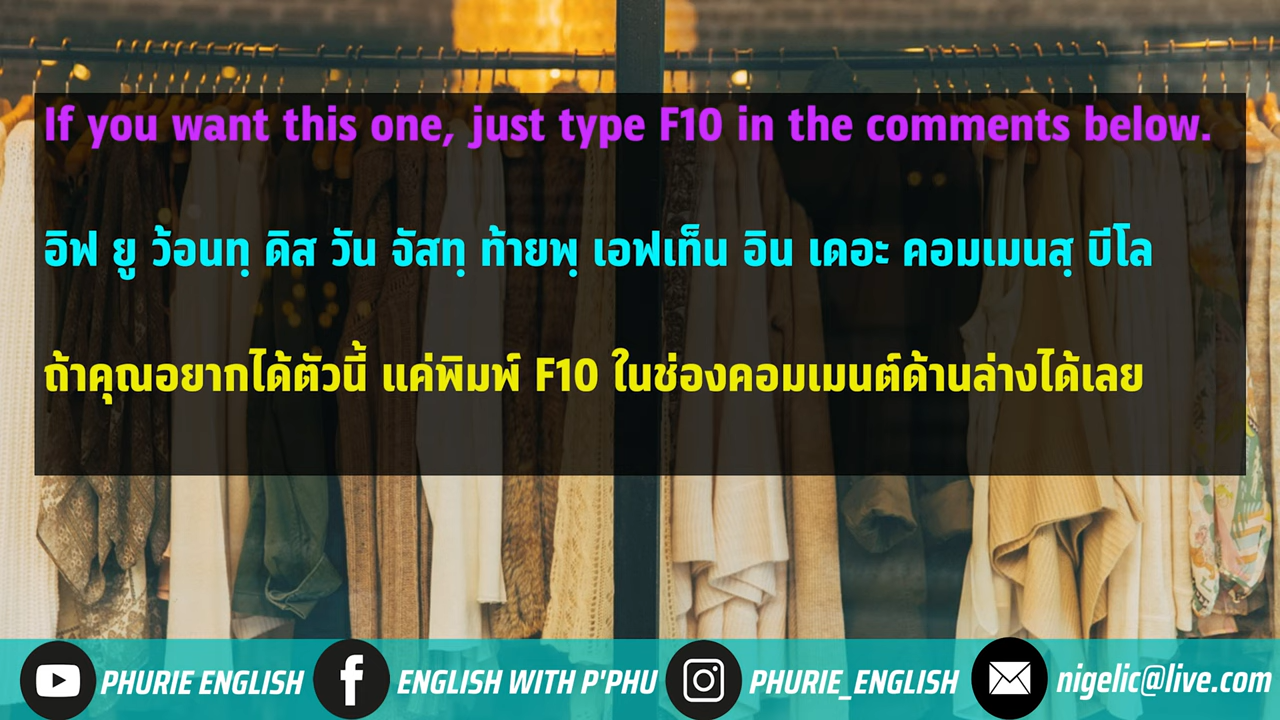 If you want this one, just type F10 in the comments below.
อิฟ ยู ว้อนทฺ ดิส วัน จัสทฺ ท้ายพฺ เอฟเท็น อิน เดอะ คอมเมนสฺ บีโล
ถ้าคุณอยากได้ตัวนี้ แค่พิมพ์ F10 ในช่องคอมเมนต์ด้านล่างได้เลย
PHURIE ENGLISH ENGLISH WITH P'PHU PHURIE_ENGLISH nigelic@live.com